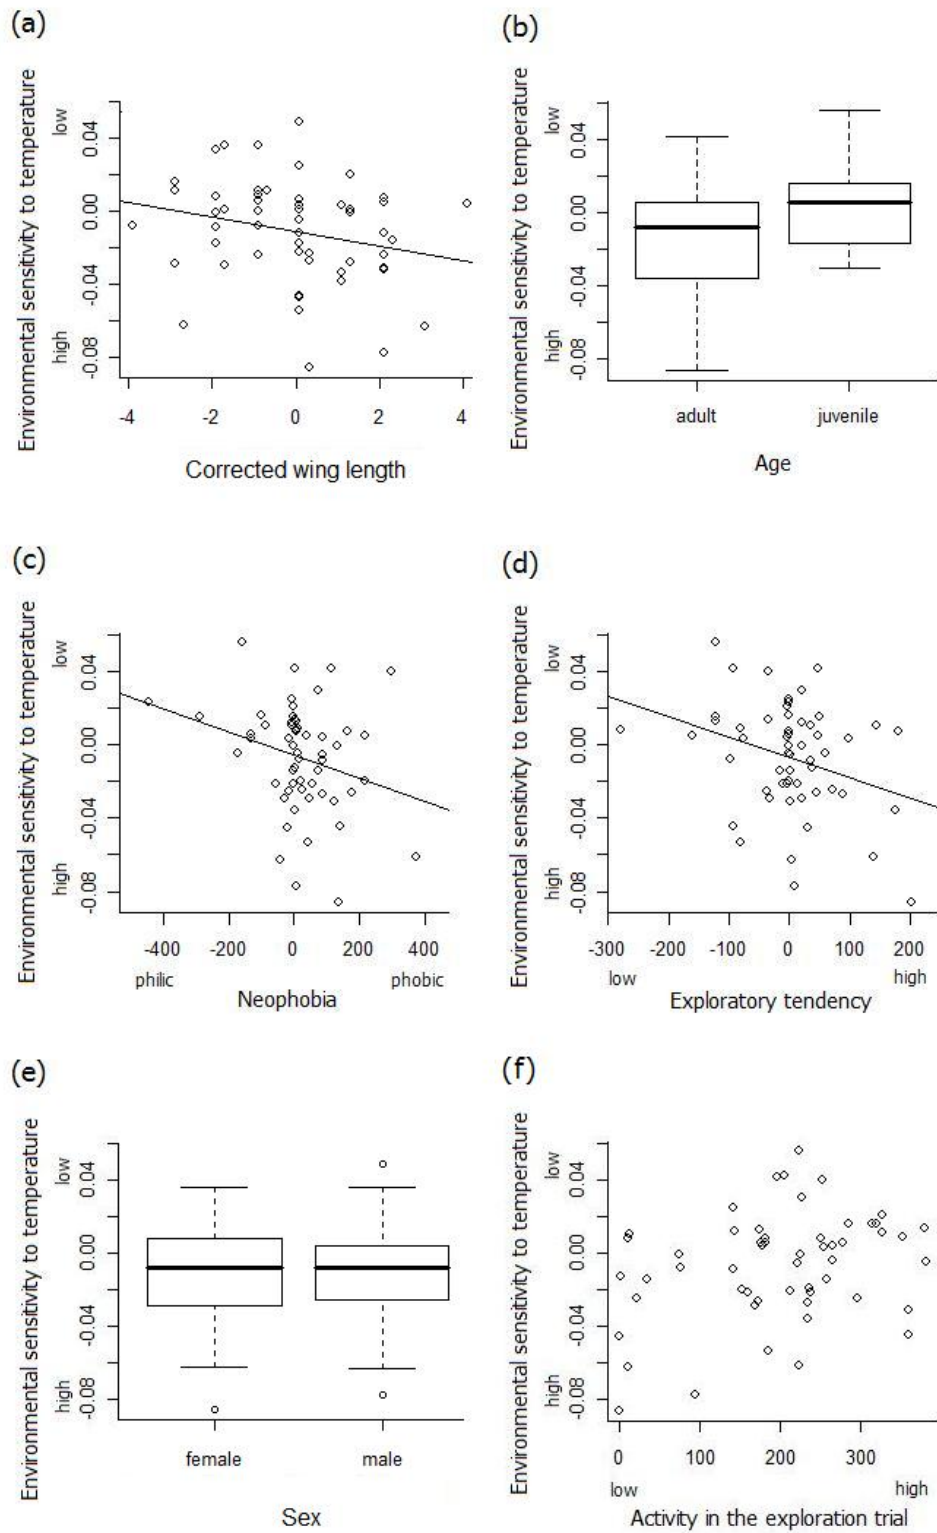 (a)
Environmental sensitivity to temperature
low
high
0.04
0.00
-0.04
-0.08
-4
-2
0
2
4
Corrected wing length
(b)
Environmental sensitivity to temperature
low
high
0.04
0.00
-0.04
-0.08
adult
juvenile
Age
(c)
Environmental sensitivity to temperature
low
high
0.04
0.00
-0.04
-0.08
-400
-200
0
200
400
philic
phobic
Neophobia
(d)
Environmental sensitivity to temperature
low
high
0.04
0.00
-0.04
-0.08
-300
-200
-100
0
100
200
low
high
Exploratory tendency
(e)
Environmental sensitivity to temperature
low
high
0.04
0.00
-0.04
-0.08
female
male
Sex
(f)
Environmental sensitivity to temperature
low
high
0.04
0.00
-0.04
-0.08
0
100
200
300
low
high
Activity in the exploration trial